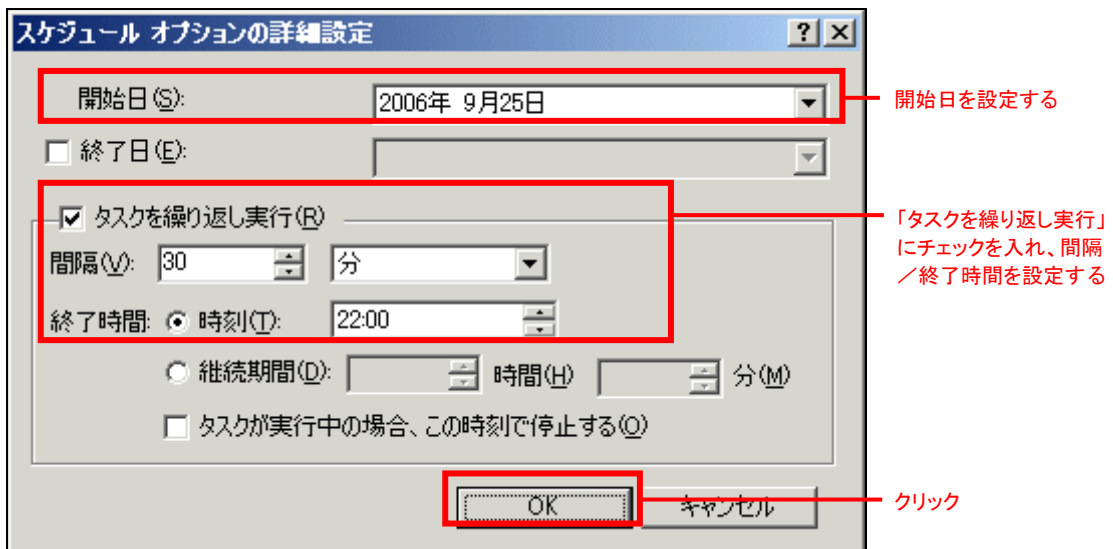 スケジュール オプションの詳細設定
開始日(S): 2006年 9月25日
開始日を設定する
終了日(E):
タスクを繰り返し実行(R)
「タスクを繰り返し実行」
にチェックを入れ、間隔
／終了時間を設定する
間隔(V): 30 分
終了時間: 時刻(T): 22:00
継続期間(D): 時間(H) 分(M)
タスクが実行中の場合、この時刻で停止する(O)
OK キャンセル
クリック